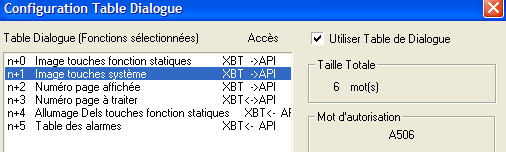 Configuration Table Dialogue
Table Dialogue (Fonctions sélectionnées) Accès
n+0 Image touches fonction statiques XBT ->API
n+1 Image touches système XBT ->API
n+2 Numéro page affichée XBT ->API
n+3 Numéro page à traiter XBT<->API
n+4 Allumage Dels touches fonction statiques XBT<- AF
n+5 Table des alarmes XBT<- API
Utiliser Table de Dialogue
Taille Totale
6 mot(s)
Mot d'autorisation
A506